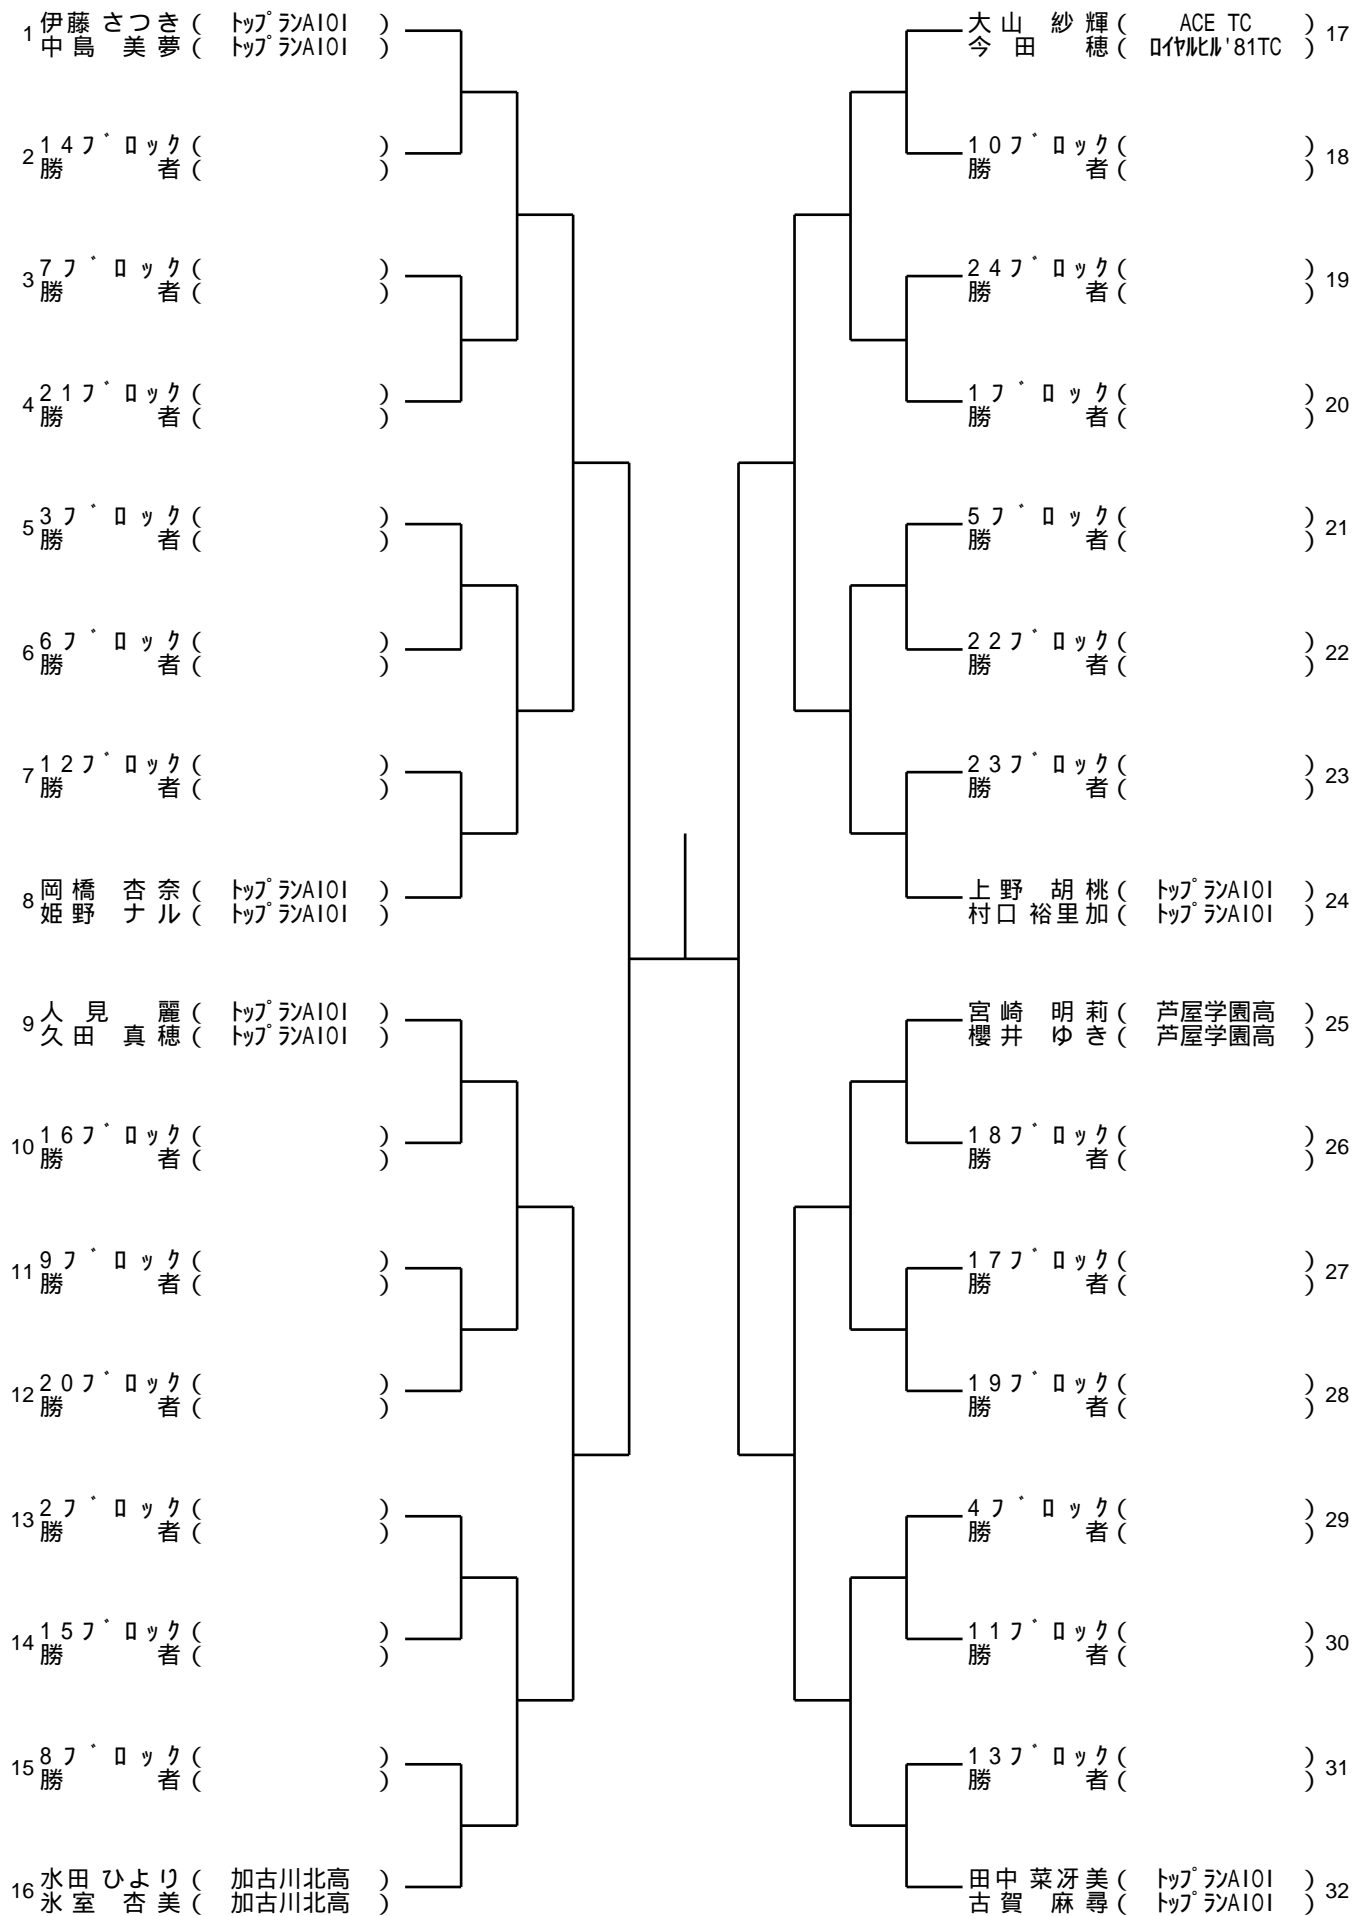 1 伊藤 さつき ( トップランAIOI )
中島 美夢 ( トップランAIOI )
2 14ブロック ( )
勝者 ( )
3 7ブロック ( )
勝者 ( )
4 21ブロック ( )
勝者 ( )
5 3ブロック ( )
勝者 ( )
6 6ブロック ( )
勝者 ( )
7 12ブロック ( )
勝者 ( )
8 岡橋 杏奈 ( トップランAIOI )
姫野 ナル ( トップランAIOI )
9 人見 麗 ( トップランAIOI )
久田 真穂 ( トップランAIOI )
10 16ブロック ( )
勝者 ( )
11 9ブロック ( )
勝者 ( )
12 20ブロック ( )
勝者 ( )
13 2ブロック ( )
勝者 ( )
14 15ブロック ( )
勝者 ( )
15 8ブロック ( )
勝者 ( )
16 水田 ひより ( 加古川北高 )
氷室 杏美 ( 加古川北高 )
大山 紗輝 ( ACE TC ) 17
今田 穂 ( ロイヤルヒル'81TC )
10ブロック ( ) 18
勝者 ( )
24ブロック ( ) 19
勝者 ( )
1ブロック ( ) 20
勝者 ( )
5ブロック ( ) 21
勝者 ( )
22ブロック ( ) 22
勝者 ( )
23ブロック ( ) 23
勝者 ( )
上野 胡桃 ( トップランAIOI ) 24
村口 裕里加 ( トップランAIOI )
宮崎 明莉 ( 芦屋学園高 ) 25
櫻井 ゆき ( 芦屋学園高 )
18ブロック ( ) 26
勝者 ( )
17ブロック ( ) 27
勝者 ( )
19ブロック ( ) 28
勝者 ( )
4ブロック ( ) 29
勝者 ( )
11ブロック ( ) 30
勝者 ( )
13ブロック ( ) 31
勝者 ( )
田中 菜冴美 ( トップランAIOI ) 32
古賀 麻尋 ( トップランAIOI )